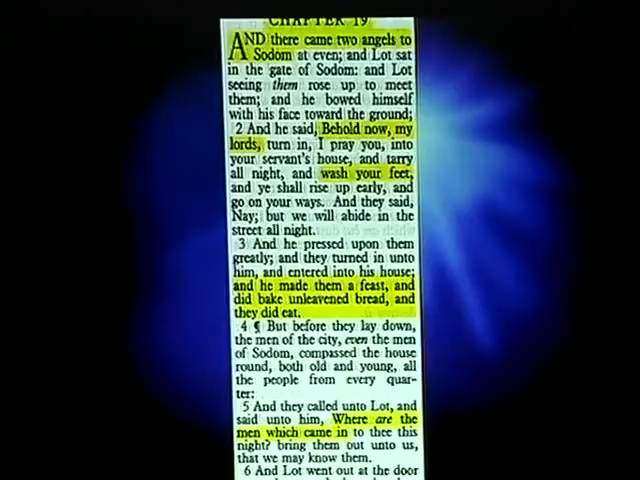 CHAPTER 19
AND there came two angels to
Sodom at even; and Lot sat
in the gate of Sodom: and Lot
seeing them rose up to meet
them; and he bowed himself
with his face toward the ground;
2 And he said, Behold now, my
lords, turn in, I pray you, into
your servant's house, and tarry
all night, and wash your feet,
and ye shall rise up early, and
go on your ways. And they said,
Nay; but we will abide in the
street all night.
3 And he pressed upon them
greatly; and they turned in unto
him, and entered into his house;
and he made them a feast, and
did bake unleavened bread, and
they did eat.
4 ¶ But before they lay down,
the men of the city, even the men
of Sodom, compassed the house
round, both old and young, all
the people from every quar-
ter:
5 And they called unto Lot, and
said unto him, Where are the
men which came in to thee this
night? bring them out unto us,
that we may know them.
6 And Lot went out at the door